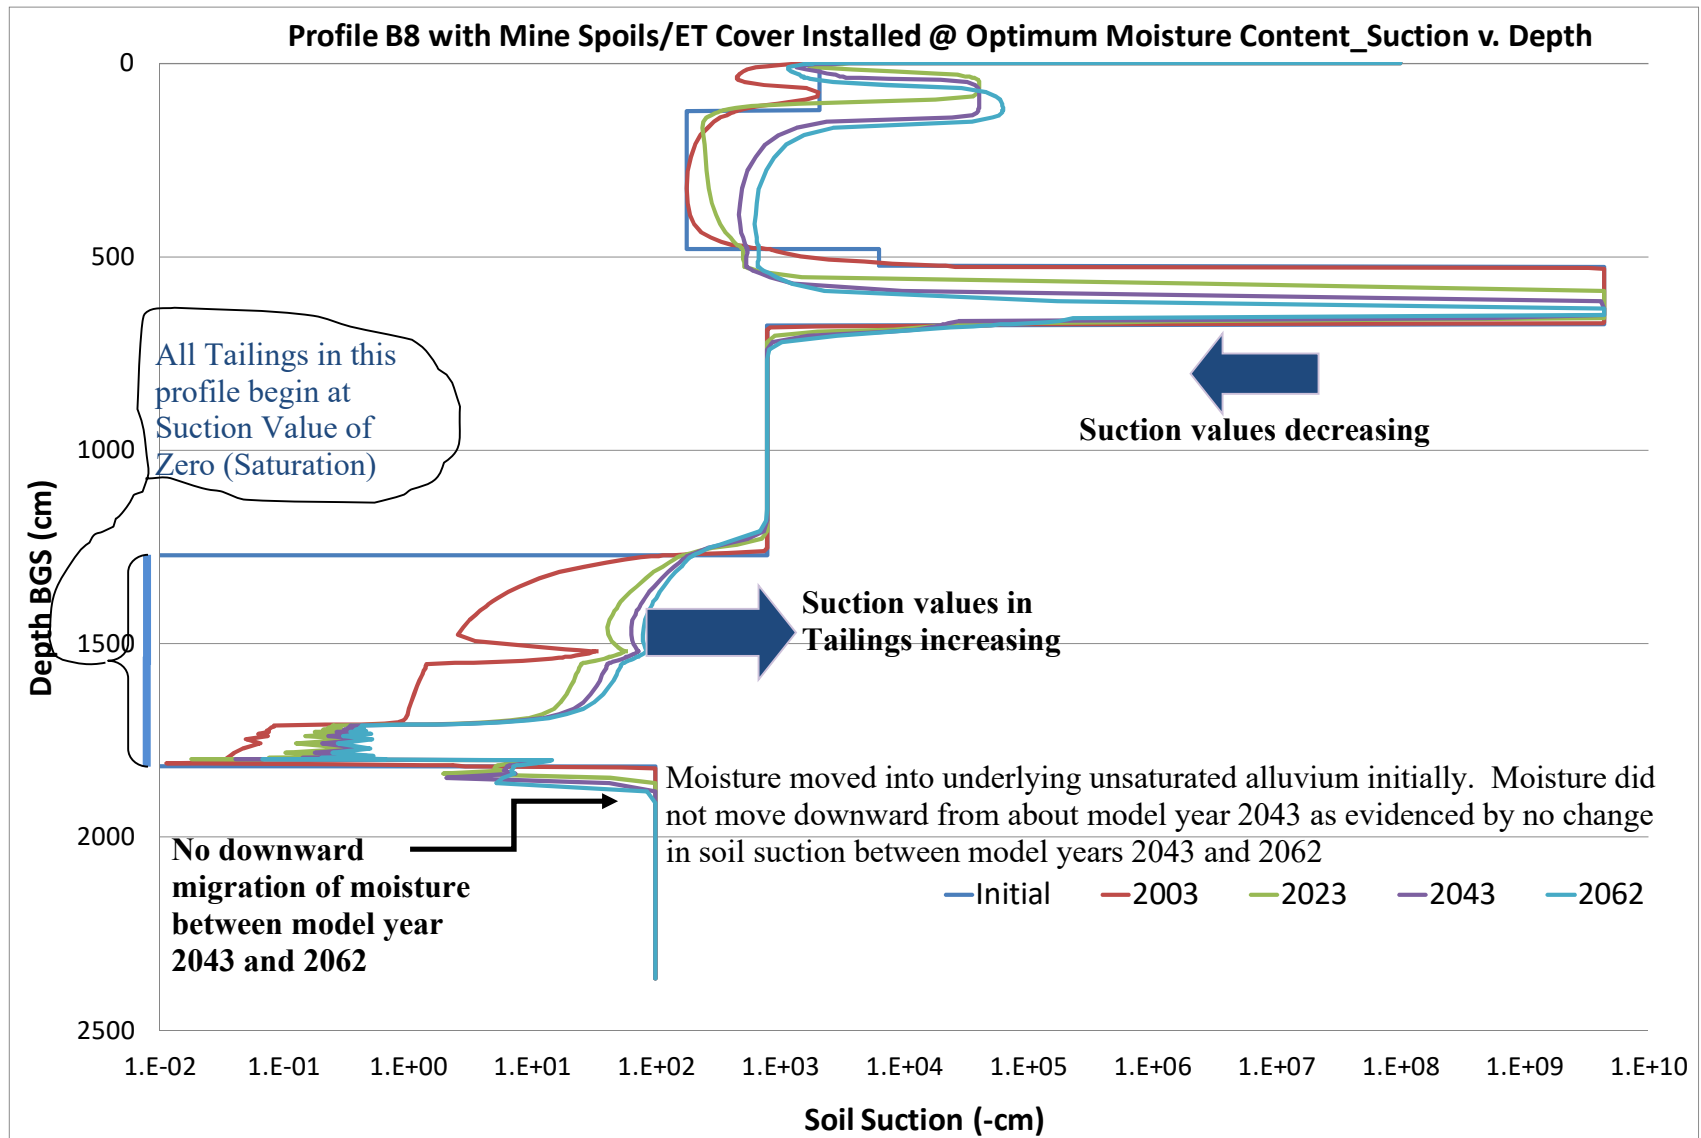 Profile B8 with Mine Spoils/ET Cover Installed @ Optimum Moisture Content_Suction v. Depth
0
500
1000
1500
2000
2500
Depth BGS (cm)
All Tailings in this
profile begin at
Suction Value of
Zero (Saturation)
Suction values decreasing
Suction values in
Tailings increasing
Moisture moved into underlying unsaturated alluvium initially. Moisture did
not move downward from about model year 2043 as evidenced by no change
in soil suction between model years 2043 and 2062
No downward
migration of moisture
between model year
2043 and 2062
Initial 2003 2023 2043 2062
1.E-02 1.E-01 1.E+00 1.E+01 1.E+02 1.E+03 1.E+04 1.E+05 1.E+06 1.E+07 1.E+08 1.E+09 1.E+10
Soil Suction (-cm)